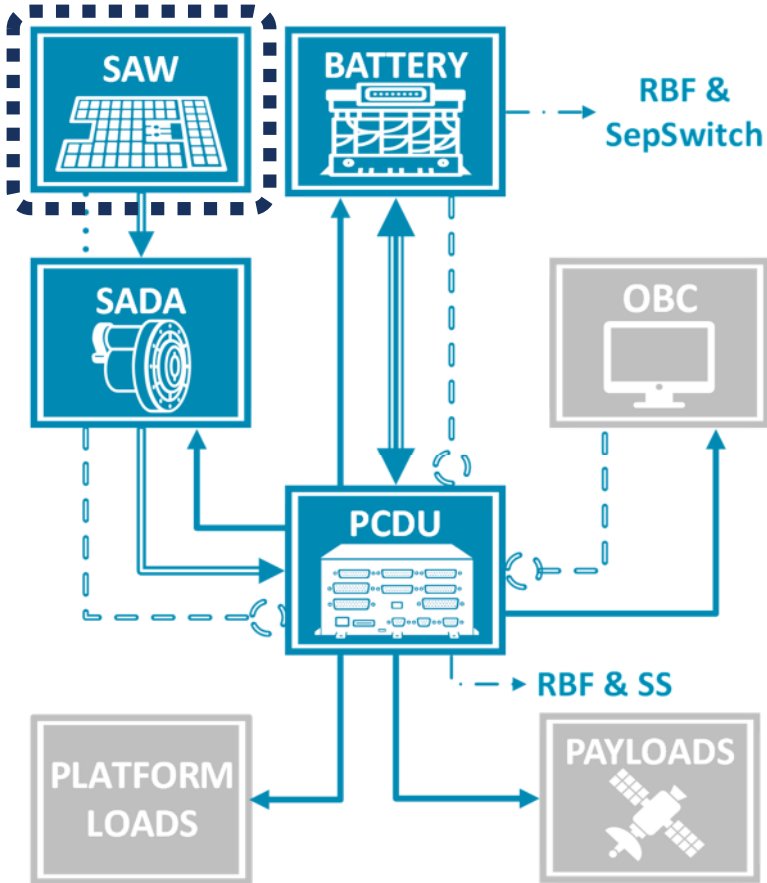 SAW
BATTERY
RBF &
SepSwitch
SADA
OBC
PCDU
RBF & SS
PLATFORM
LOADS
PAYLOADS